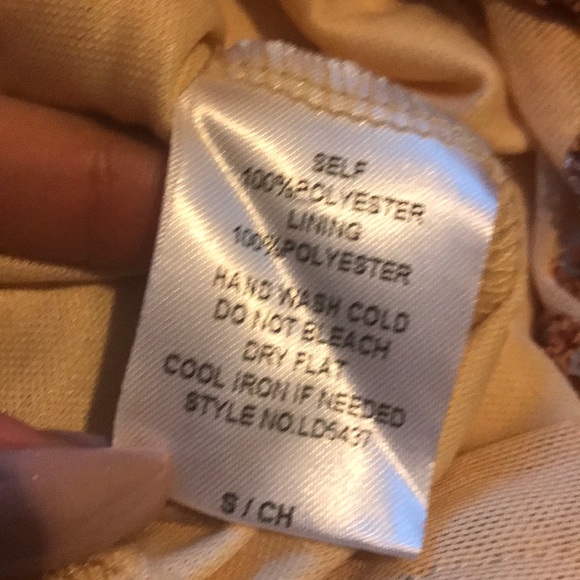 SELF
100%POLYESTER
LINING
100%POLYESTER
HAND WASH COLD
DO NOT BLEACH
DRY FLAT
COOL IRON IF NEEDED
STYLE NO.LD5437
S / CH